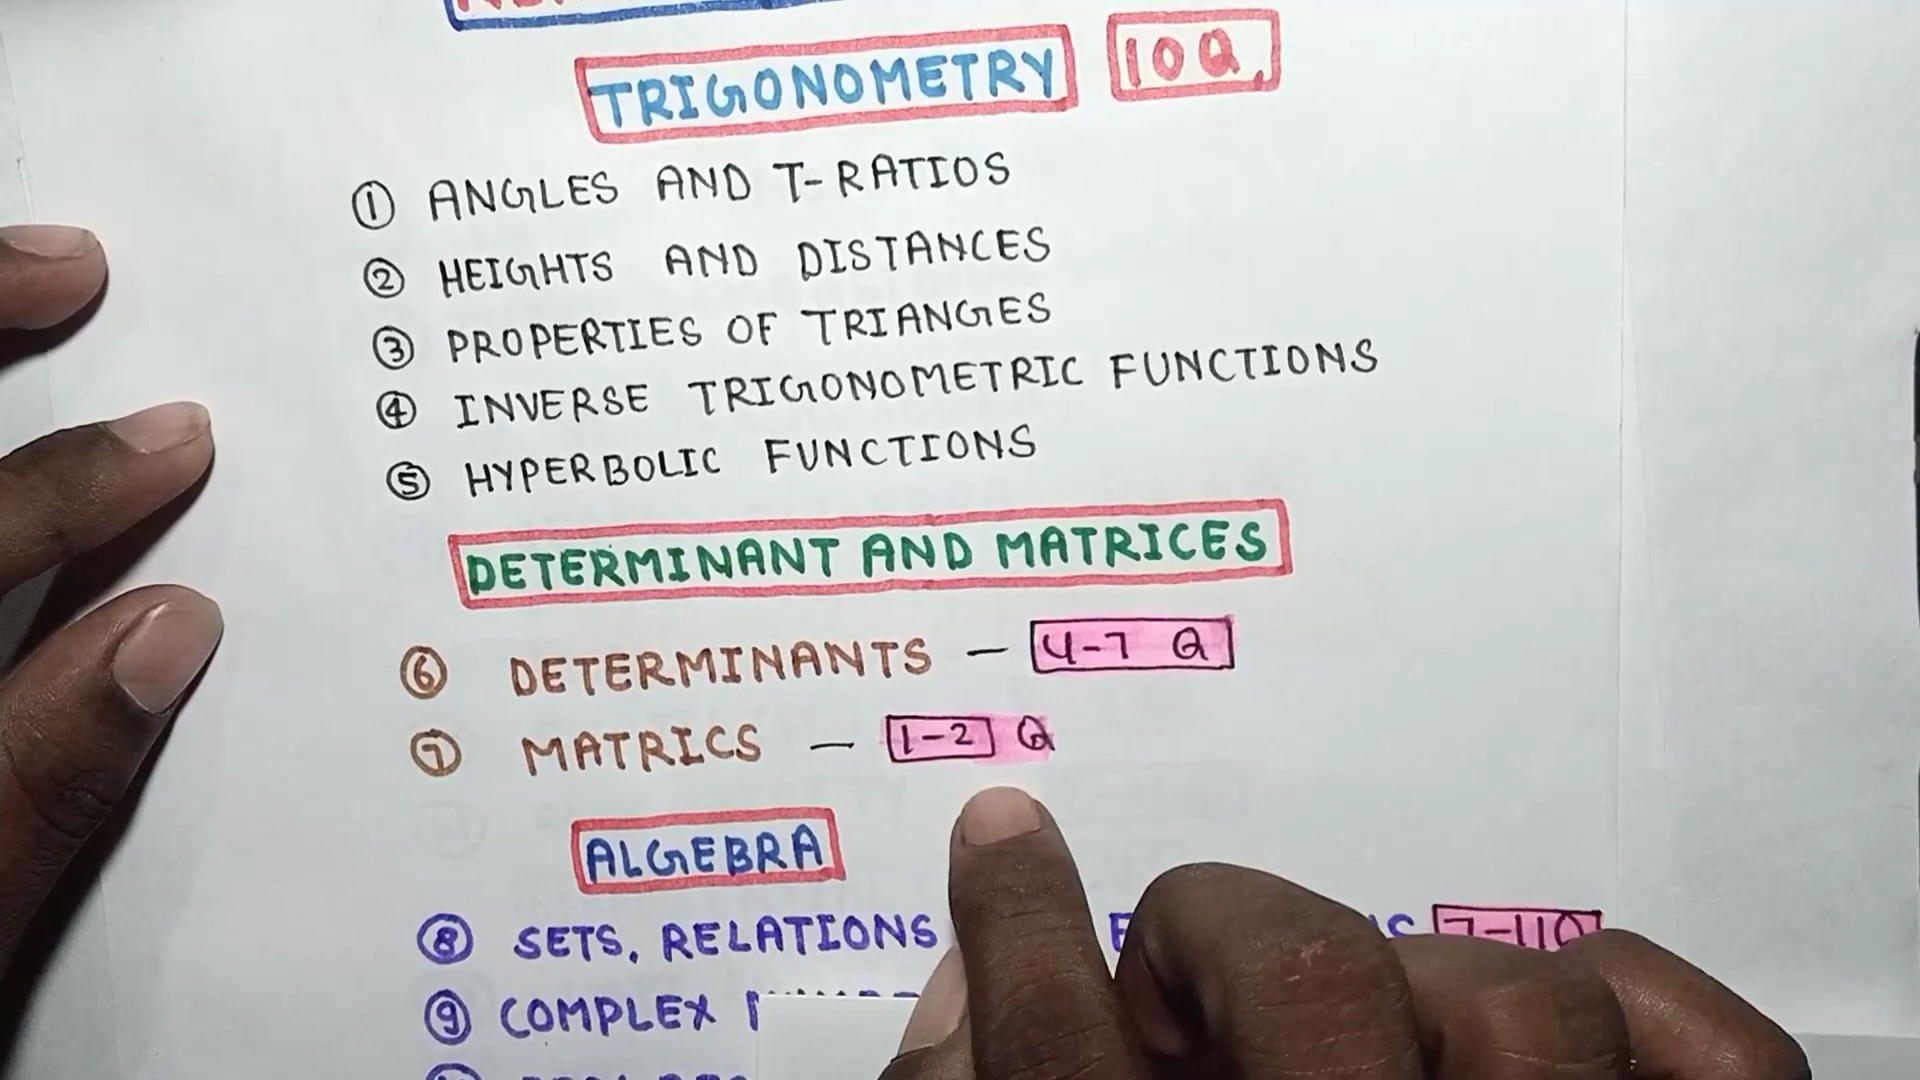 TRIGONOMETRY 10Q.
① ANGLES AND T-RATIOS
② HEIGHTS AND DISTANCES
③ PROPERTIES OF TRIANGES
④ INVERSE TRIGONOMETRIC FUNCTIONS
⑤ HYPERBOLIC FUNCTIONS
DETERMINANT AND MATRICES
⑥ DETERMINANTS — 4-7 Q
⑦ MATRICS — 1-2 Q
ALGEBRA
⑧ SETS, RELATIONS
⑨ COMPLEX